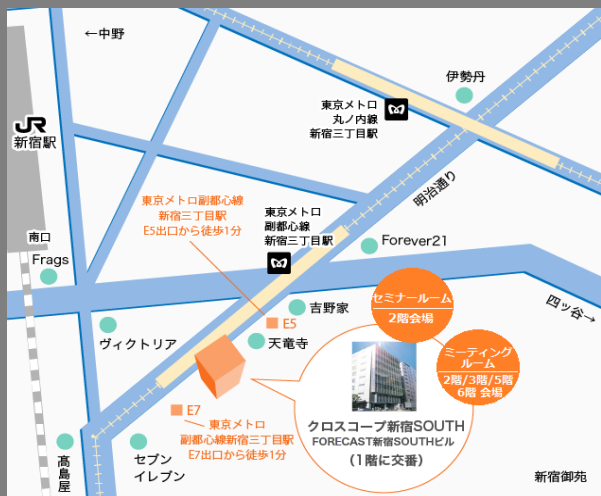 ←中野
伊勢丹
東京メトロ
丸ノ内線
新宿三丁目駅
JR
新宿駅
明治通り
東京メトロ副都心線
新宿三丁目駅
E5出口から徒歩1分
東京メトロ
副都心線
新宿三丁目駅
南口
Frags
Forever21
四ッ谷→
吉野家
セミナールーム
2階会場
E5
ヴィクトリア
天竜寺
ミーティング
ルーム
2階/3階/5階
6階 会場
E7
東京メトロ
副都心線新宿三丁目駅
E7出口から徒歩1分
クロスコープ新宿SOUTH
FORECAST新宿SOUTHビル
(1階に交番)
髙島屋
セブン
イレブン
新宿御苑